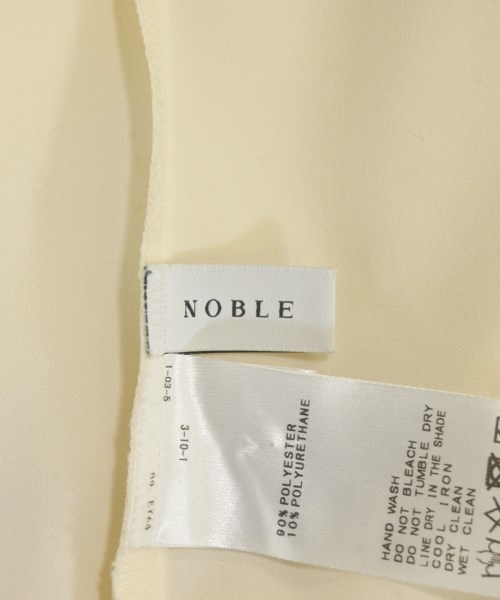 NOBLE
1-03-5
3-10-1
90% POLYESTER
10% POLYURETHANE
HAND WASH
DO NOT BLEACH
DO NOT TUMBLE DRY
LINE DRY IN THE SHADE
COOL IRON
DRY CLEAN
WET CLEAN